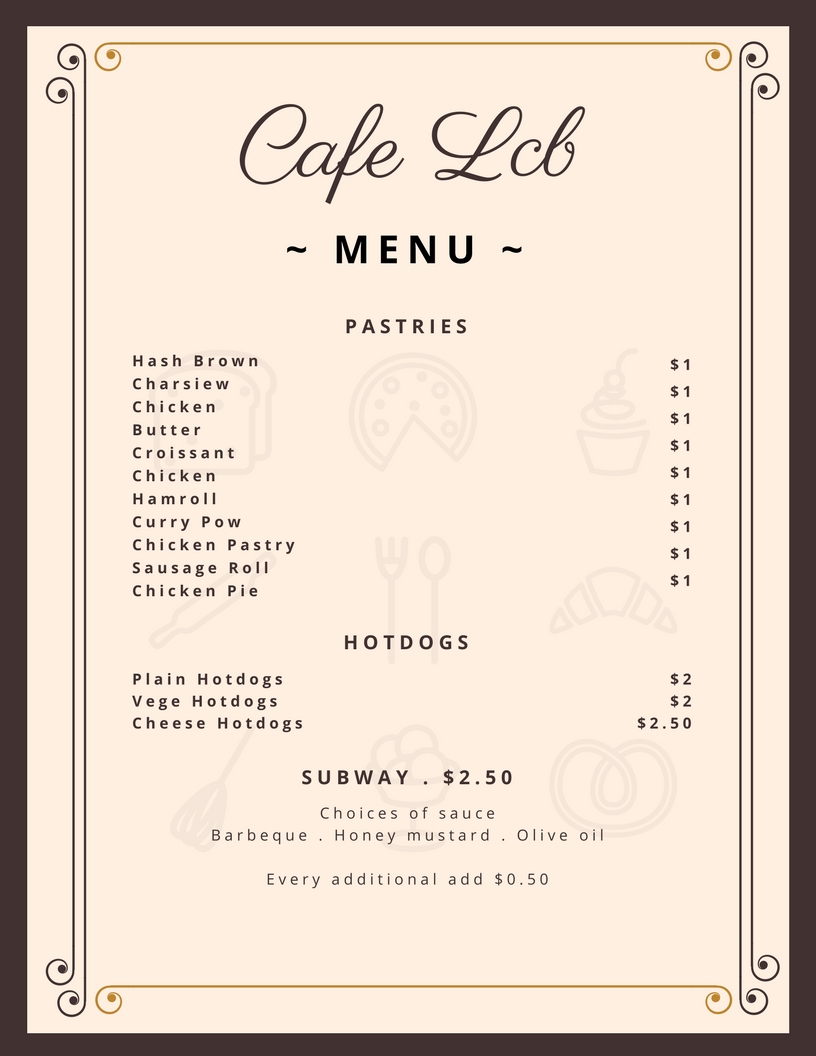 Cafe Lcb
~ MENU ~
PASTRIES
Hash Brown $1
Charsiew $1
Chicken $1
Butter $1
Croissant $1
Chicken $1
Hamroll $1
Curry Pow $1
Chicken Pastry $1
Sausage Roll
Chicken Pie
HOTDOGS
Plain Hotdogs $2
Vege Hotdogs $2
Cheese Hotdogs $2.50
SUBWAY . $2.50
Choices of sauce
Barbeque . Honey mustard . Olive oil
Every additional add $0.50